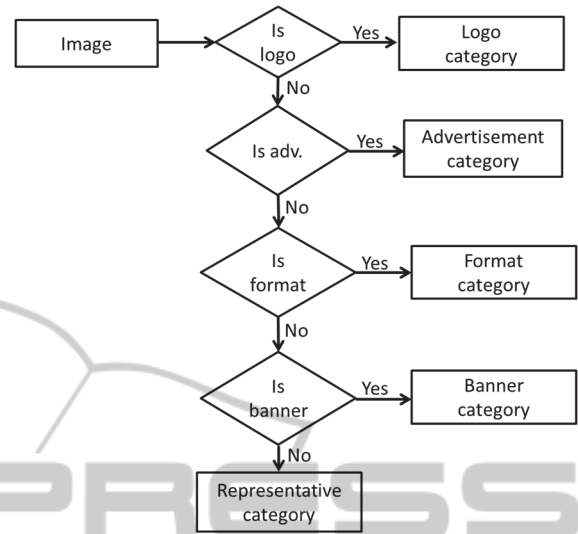 Image
Is
logo
Yes
Logo
category
No
Is adv.
Yes
Advertisement
category
No
Is
format
Yes
Format
category
No
Is
banner
Yes
Banner
category
No
Representative
category
PRESS